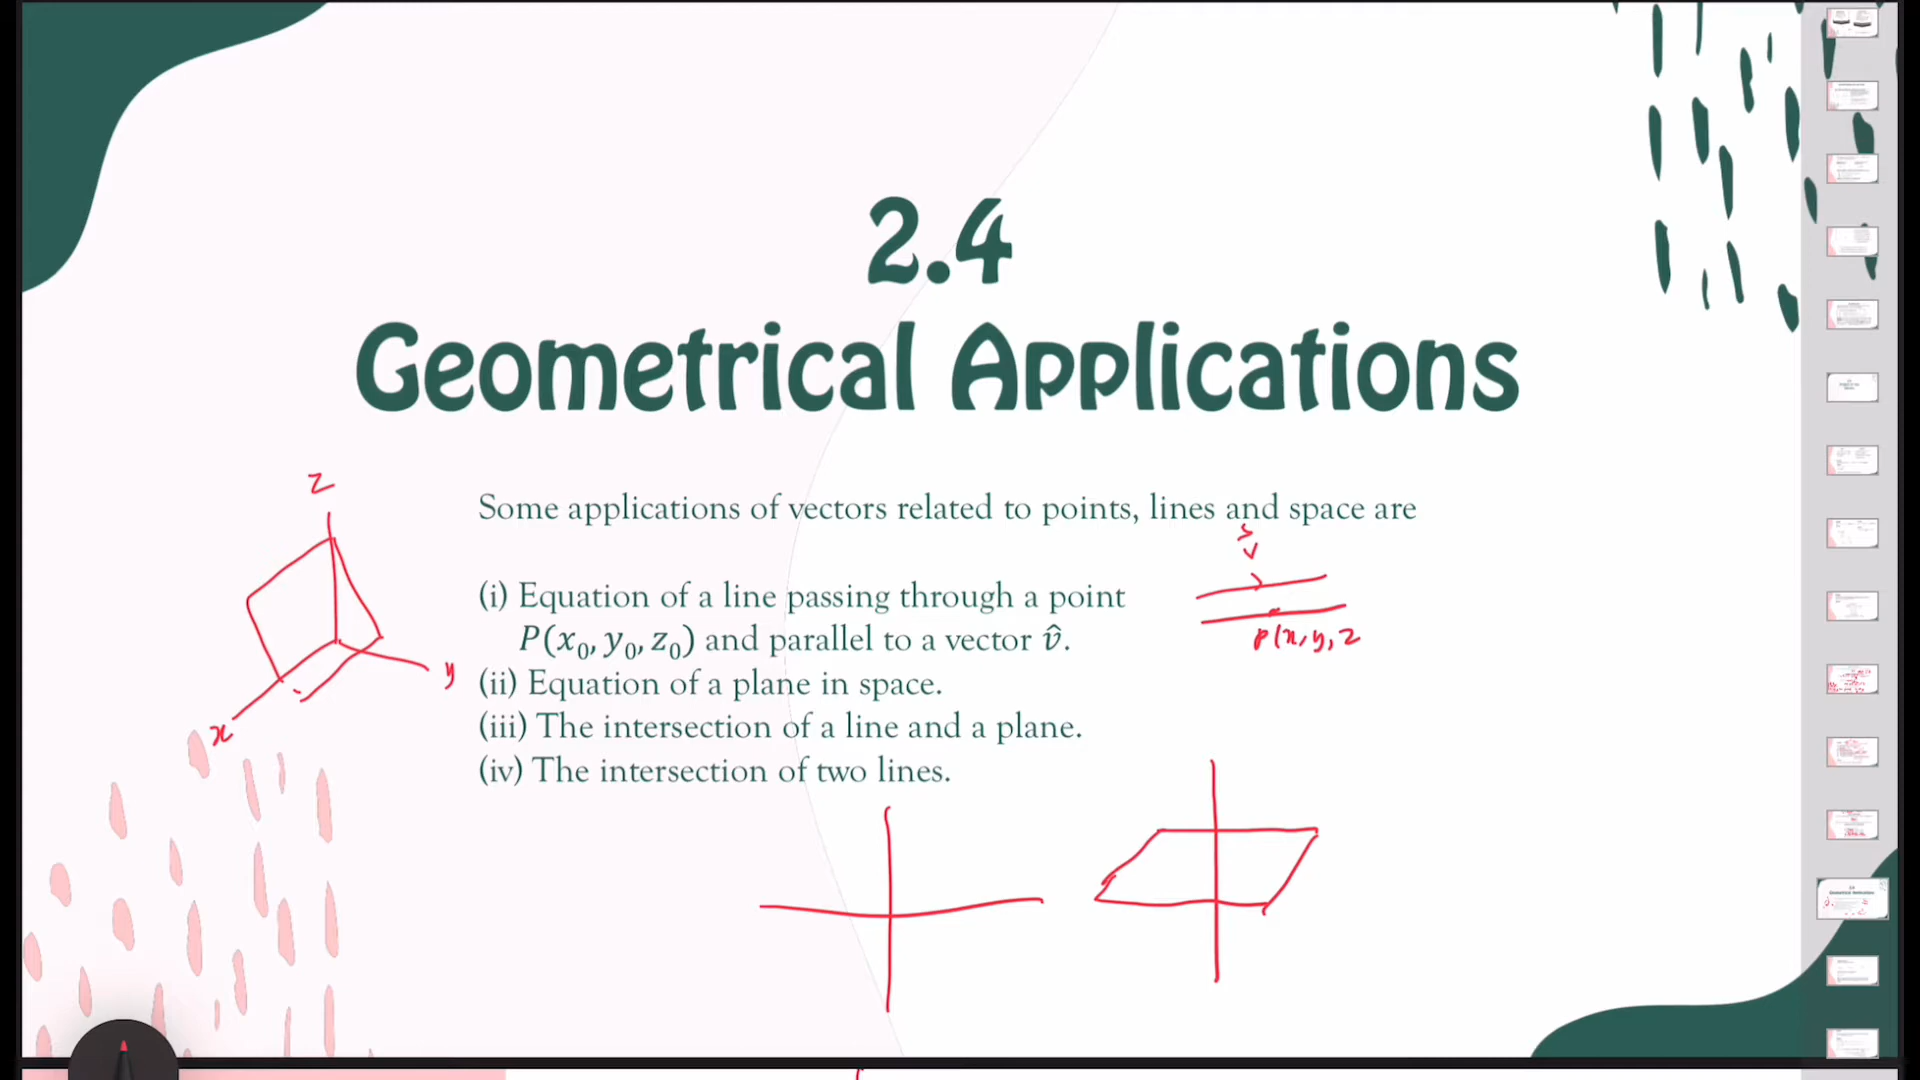 2.4
Geometrical Applications
z
Some applications of vectors related to points, lines and space are
v
(i) Equation of a line passing through a point
P(x₀, y₀, z₀) and parallel to a vector v̂.
P(x, y, z
y
(ii) Equation of a plane in space.
(iii) The intersection of a line and a plane.
x
(iv) The intersection of two lines.